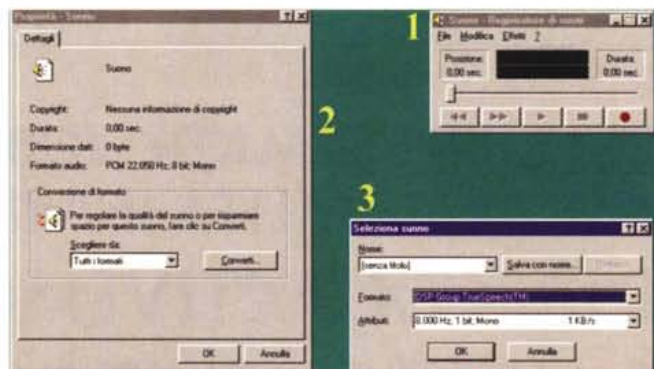 1
Suono - Registratore di suoni
File Modifica Effetti ?
Posizione:
0,00 sec.
Durata:
0,00 sec.
2
Proprietà - Suono
Dettagli
Suono
Copyright: Nessuna informazione di copyright
Durata: 0,00 sec.
Dimensione dati: 0 byte
Formato audio: PCM 22.050 Hz; 8 bit; Mono
Conversione di formato
Per regolare la qualità del suono o per risparmiare
spazio per questo suono, fare clic su Converti.
Scegliere da:
Tutti i formati
Converti...
OK Annulla
3
Seleziona suono
Nome:
[senza titolo] Salva con nome...
Formato: DSP Group TrueSpeech(TM)
Attributi: 8.000 Hz; 1 bit; Mono 1 KB/s
OK Annulla